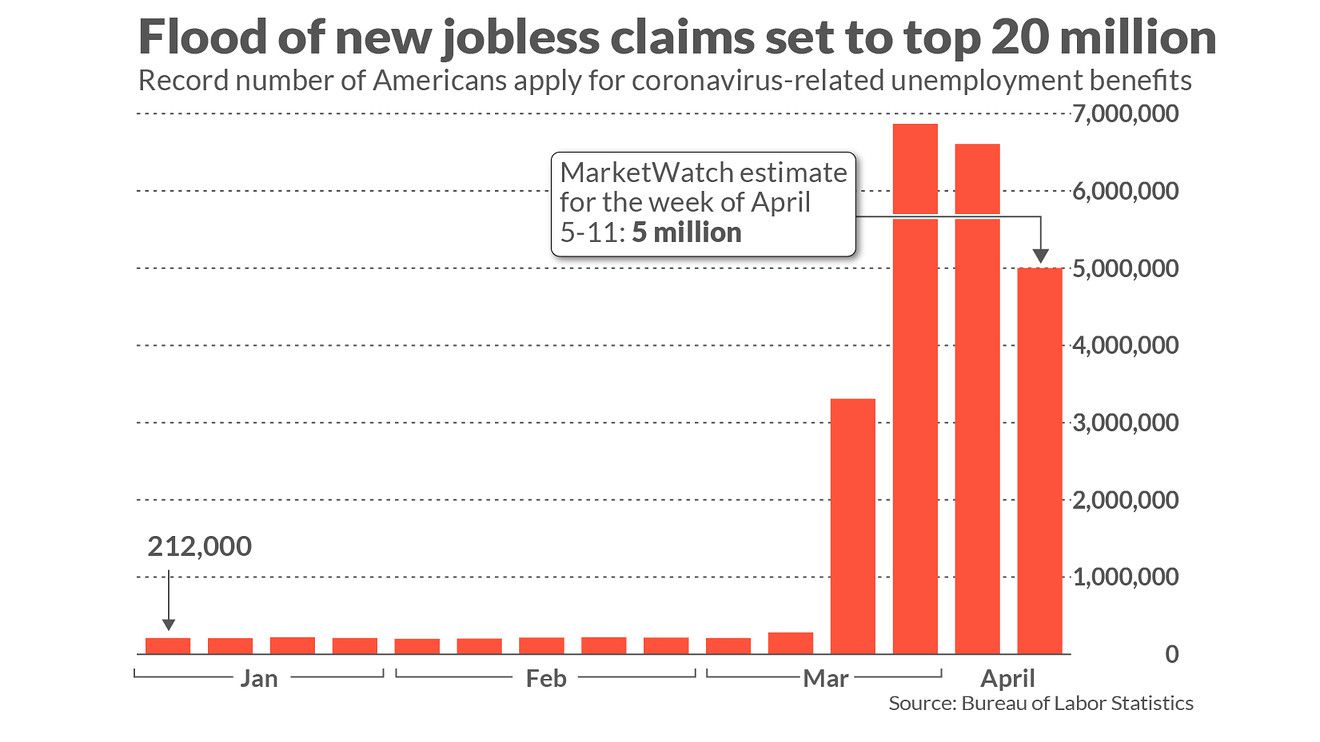 Flood of new jobless claims set to top 20 million
Record number of Americans apply for coronavirus-related unemployment benefits
7,000,000
MarketWatch estimate
for the week of April
5-11: 5 million
6,000,000
5,000,000
4,000,000
3,000,000
2,000,000
212,000
1,000,000
0
Jan Feb Mar April
Source: Bureau of Labor Statistics